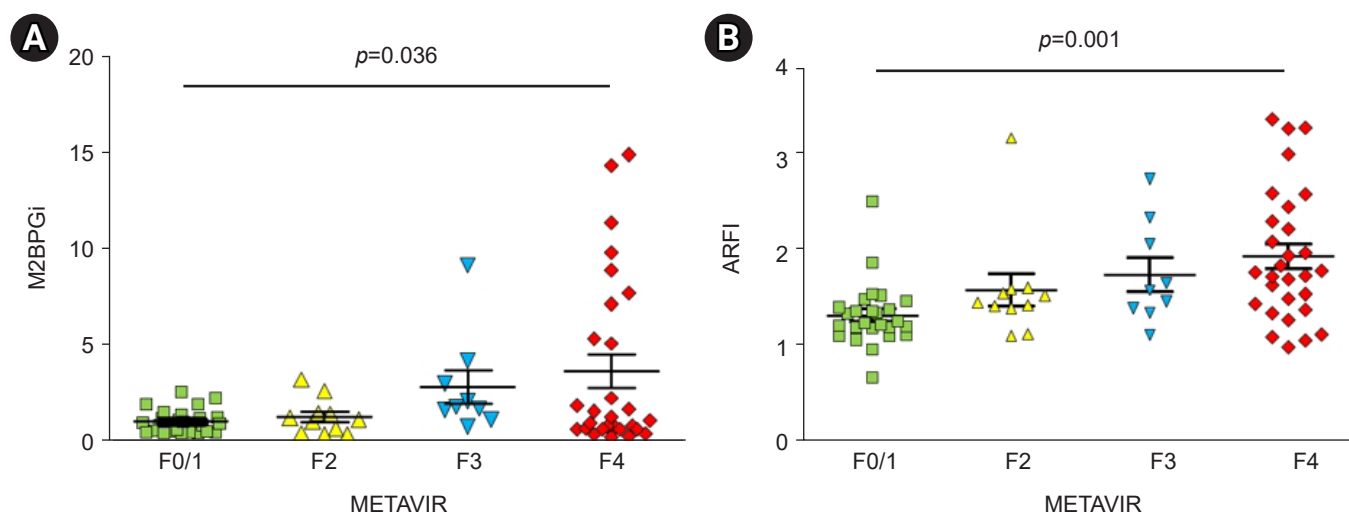 A
p=0.036
20
15
10
5
0
M2BPGi
F0/1 F2 F3 F4
METAVIR
B
p=0.001
4
3
2
1
0
ARFI
F0/1 F2 F3 F4
METAVIR